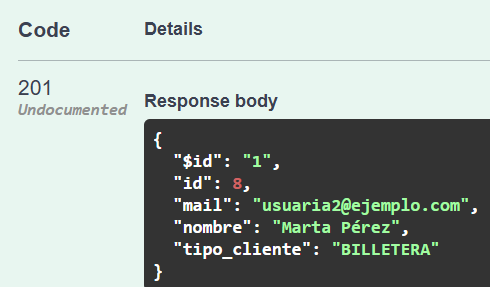 Code Details
201
Undocumented
Response body
{
"$id": "1",
"id": 8,
"mail": "usuaria2@ejemplo.com",
"nombre": "Marta Pérez",
"tipo_cliente": "BILLETERA"
}